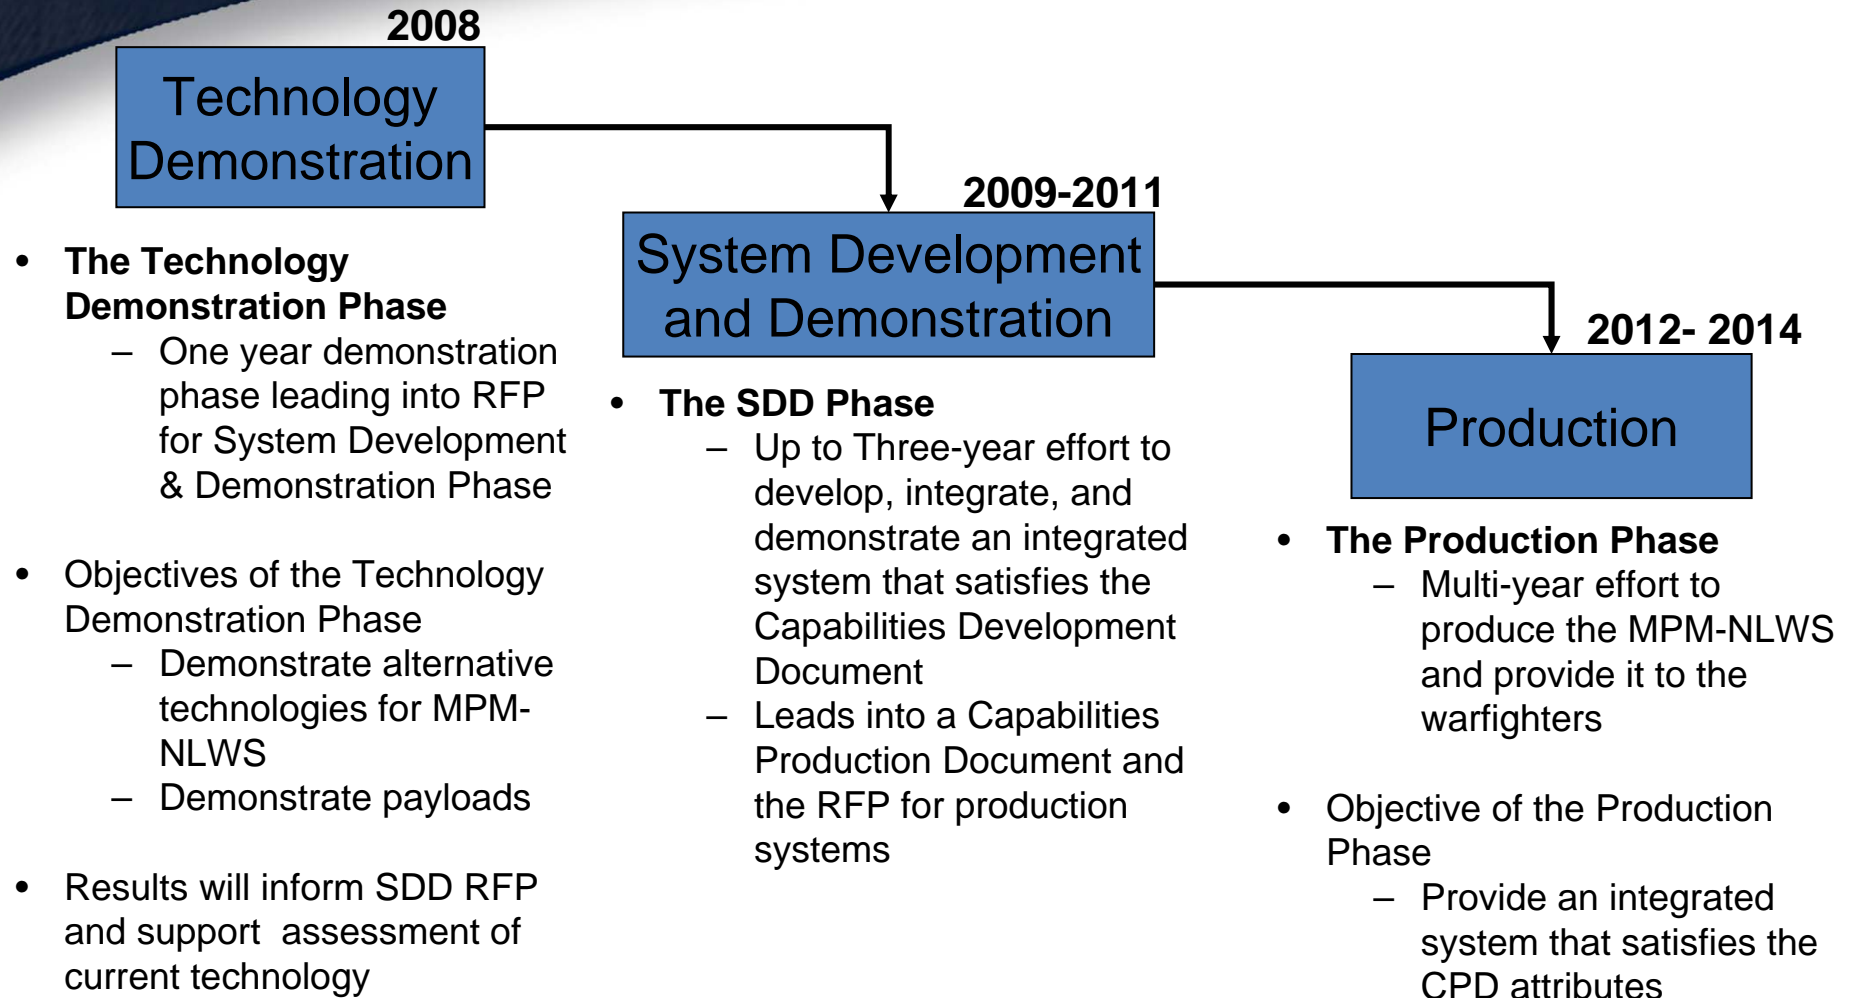 2008
Technology
Demonstration
• The Technology
Demonstration Phase
– One year demonstration
phase leading into RFP
for System Development
& Demonstration Phase
• Objectives of the Technology
Demonstration Phase
– Demonstrate alternative
technologies for MPM-
NLWS
– Demonstrate payloads
• Results will inform SDD RFP
and support assessment of
current technology
2009-2011
System Development
and Demonstration
• The SDD Phase
– Up to Three-year effort to
develop, integrate, and
demonstrate an integrated
system that satisfies the
Capabilities Development
Document
– Leads into a Capabilities
Production Document and
the RFP for production
systems
2012- 2014
Production
• The Production Phase
– Multi-year effort to
produce the MPM-NLWS
and provide it to the
warfighters
• Objective of the Production
Phase
– Provide an integrated
system that satisfies the
CPD attributes